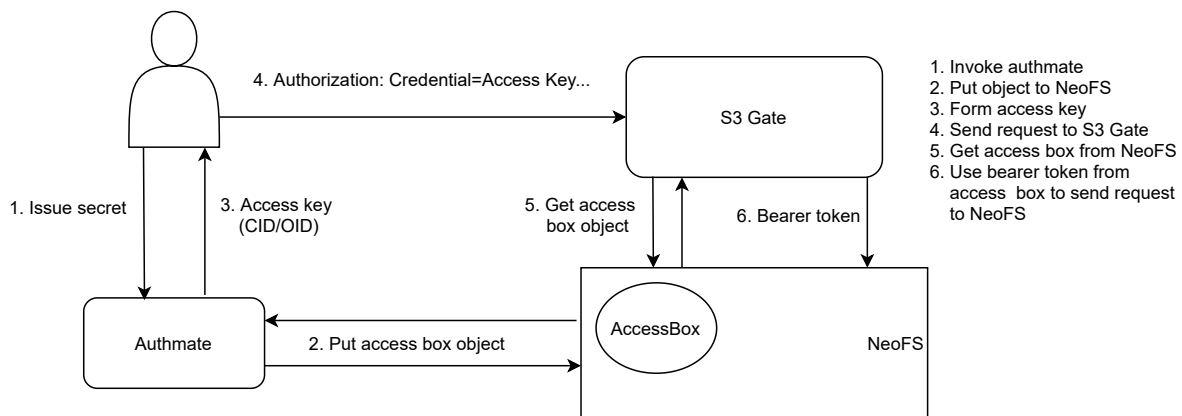 4. Authorization: Credential=Access Key...
S3 Gate
1. Invoke authmate
2. Put object to NeoFS
3. Form access key
4. Send request to S3 Gate
5. Get access box from NeoFS
6. Use bearer token from
access box to send request
to NeoFS
1. Issue secret
3. Access key
(CID/OID)
5. Get access
box object
6. Bearer token
Authmate
2. Put access box object
AccessBox
NeoFS